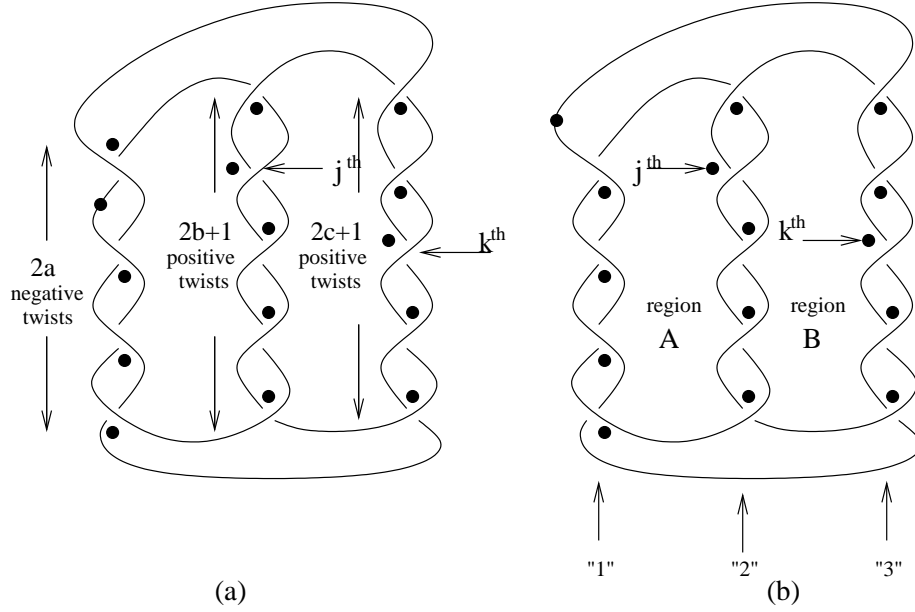 j th
2b+1
positive
twists
2c+1
positive
twists
k th
2a
negative
twists
(a)
j th
k th
region
A
region
B
"1"
"2"
"3"
(b)